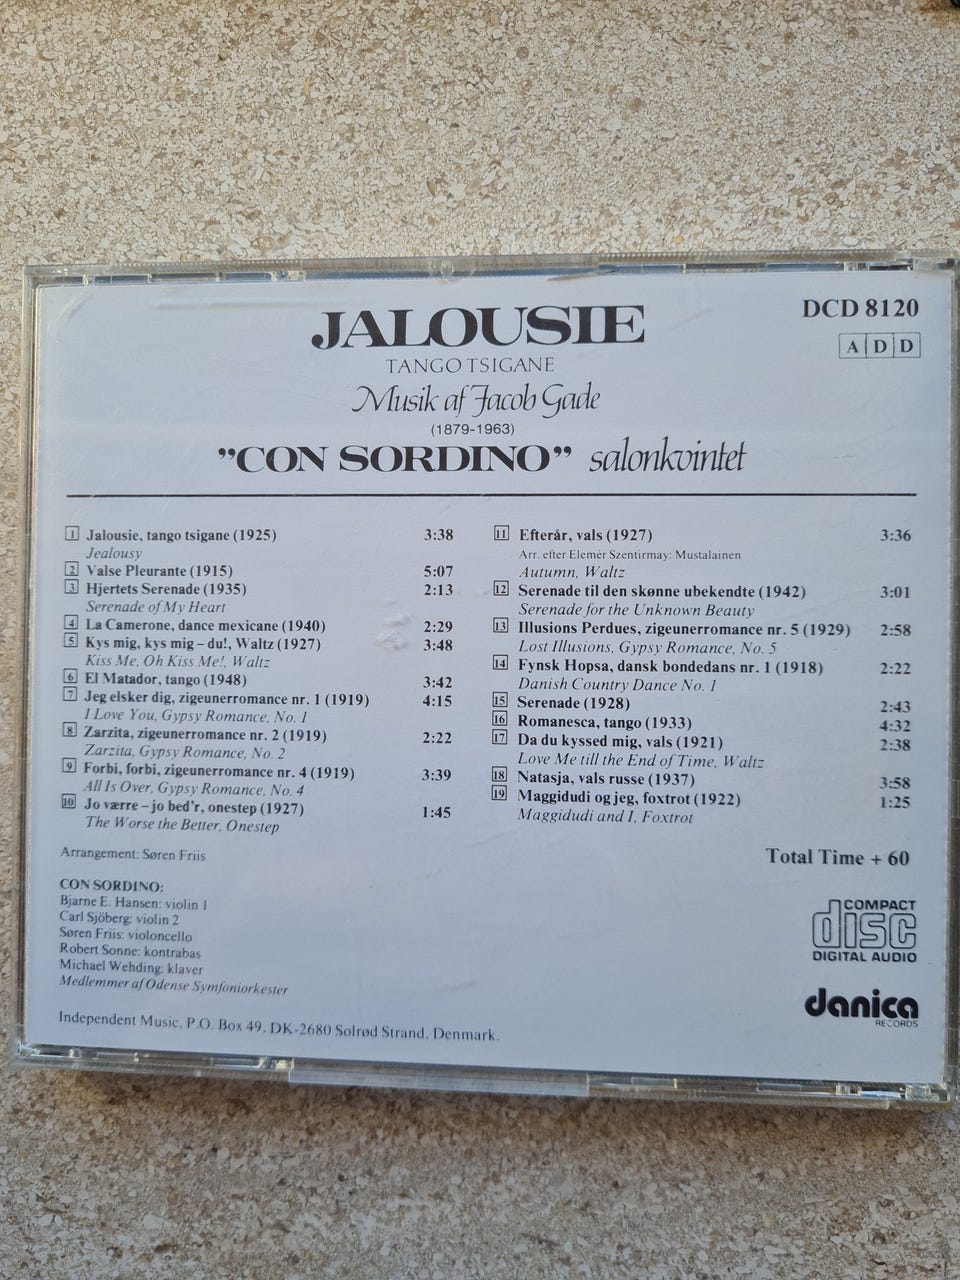 JALOUSIE
TANGO TSIGANE
Musik af Jacob Gade
(1879-1963)
”CON SORDINO” salonkvintet
DCD 8120
A D D
1 Jalousie, tango tsigane (1925) 3:38
Jealousy
2 Valse Pleurante (1915) 5:07
3 Hjertets Serenade (1935) 2:13
Serenade of My Heart
4 La Camerone, dance mexicane (1940) 2:29
5 Kys mig, kys mig – du!, Waltz (1927) 3:48
Kiss Me, Oh Kiss Me!, Waltz
6 El Matador, tango (1948) 3:42
7 Jeg elsker dig, zigeunerromance nr. 1 (1919) 4:15
I Love You, Gypsy Romance, No. 1
8 Zarzita, zigeunerromance nr. 2 (1919) 2:22
Zarzita, Gypsy Romance, No. 2
9 Forbi, forbi, zigeunerromance nr. 4 (1919) 3:39
All Is Over, Gypsy Romance, No. 4
10 Jo værre – jo bed'r, onestep (1927) 1:45
The Worse the Better, Onestep
11 Efterår, vals (1927) 3:36
Arr. efter Elemér Szentirmay: Mustalainen
Autumn, Waltz
12 Serenade til den skønne ubekendte (1942) 3:01
Serenade for the Unknown Beauty
13 Illusions Perdues, zigeunerromance nr. 5 (1929) 2:58
Lost Illusions, Gypsy Romance, No. 5
14 Fynsk Hopsa, dansk bondedans nr. 1 (1918) 2:22
Danish Country Dance No. 1
15 Serenade (1928) 2:43
16 Romanesca, tango (1933) 4:32
17 Da du kyssed mig, vals (1921) 2:38
Love Me till the End of Time, Waltz
18 Natasja, vals russe (1937) 3:58
19 Maggidudi og jeg, foxtrot (1922) 1:25
Maggidudi and I, Foxtrot
Arrangement: Søren Friis
Total Time + 60
CON SORDINO:
Bjarne E. Hansen: violin 1
Carl Sjöberg: violin 2
Søren Friis: violoncello
Robert Sonne: kontrabas
Michael Wehding: klaver
Medlemmer af Odense Symfoniorkester
Independent Music, P.O. Box 49, DK-2680 Solrød Strand, Denmark.
COMPACT
disc
DIGITAL AUDIO
danica
RECORDS